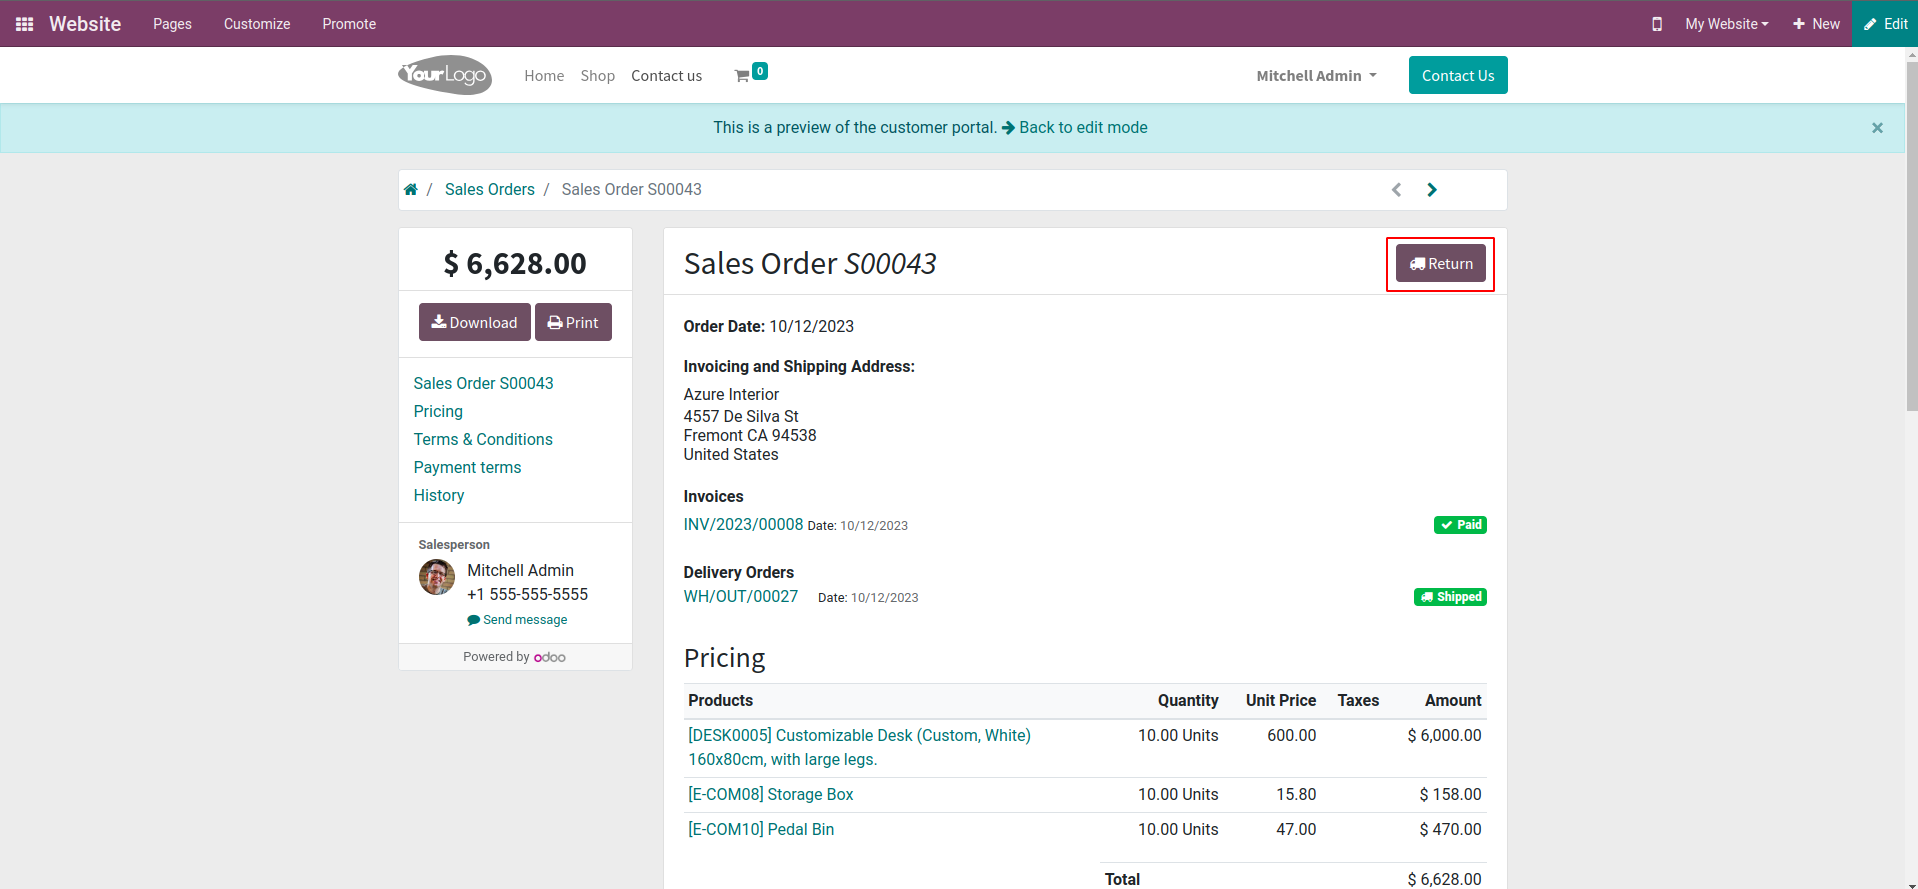 Website Pages Customize Promote My Website + New Edit
YourLogo Home Shop Contact us 0 Mitchell Admin Contact Us
This is a preview of the customer portal. Back to edit mode ×
/ Sales Orders / Sales Order S00043
$ 6,628.00
Download Print
Sales Order S00043
Pricing
Terms & Conditions
Payment terms
History
Salesperson
Mitchell Admin
+1 555-555-5555
Send message
Powered by odoo
Sales Order S00043 Return
Order Date: 10/12/2023
Invoicing and Shipping Address:
Azure Interior
4557 De Silva St
Fremont CA 94538
United States
Invoices
INV/2023/00008 Date: 10/12/2023 Paid
Delivery Orders
WH/OUT/00027 Date: 10/12/2023 Shipped
Pricing
Products Quantity Unit Price Taxes Amount
[DESK0005] Customizable Desk (Custom, White) 10.00 Units 600.00 $ 6,000.00
160x80cm, with large legs.
[E-COM08] Storage Box 10.00 Units 15.80 $ 158.00
[E-COM10] Pedal Bin 10.00 Units 47.00 $ 470.00
Total $ 6,628.00